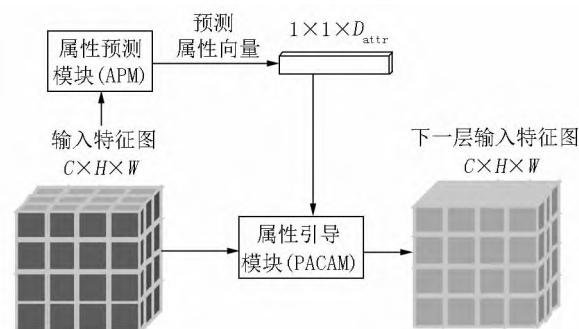 属性预测
模块(APM)
预测
属性向量
1×1×D_attr
输入特征图
C×H×W
属性引导
模块(PACAM)
下一层输入特征图
C×H×W